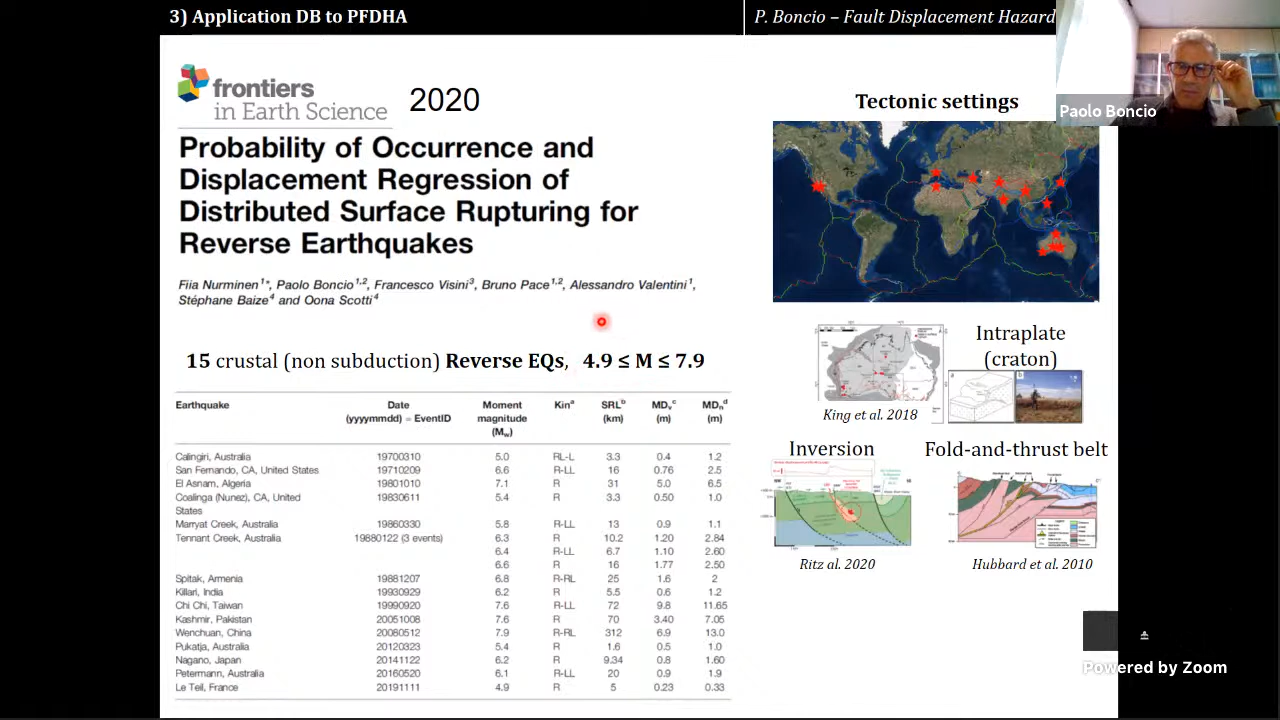 3) Application DB to PFDHA
P. Boncio – Fault Displacement Hazard
Paolo Boncio
frontiers
in Earth Science
2020
Probability of Occurrence and
Displacement Regression of
Distributed Surface Rupturing for
Reverse Earthquakes
Fiia Nurminen1*, Paolo Boncio1,2, Francesco Visini3, Bruno Pace1,2, Alessandro Valentini1,
Stéphane Baize4 and Oona Scotti4
15 crustal (non subduction) Reverse EQs, 4.9 ≤ M ≤ 7.9
Earthquake Date Moment Kina SRLb MDvc MDnd
(yyyymmdd) = EventID magnitude (km) (m) (m)
(Mw)
Calingiri, Australia 19700310 5.0 RL-L 3.3 0.4 1.2
San Fernando, CA, United States 19710209 6.6 R-LL 16 0.76 2.5
El Asnam, Algeria 19801010 7.1 R 31 5.0 6.5
Coalinga (Nunez), CA, United 19830611 5.4 R 3.3 0.50 1.0
States
Marryat Creek, Australia 19860330 5.8 R-LL 13 0.9 1.1
Tennant Creek, Australia 19880122 (3 events) 6.3 R 10.2 1.20 2.84
6.4 R-LL 6.7 1.10 2.60
6.6 R 16 1.77 2.50
Spitak, Armenia 19881207 6.8 R-RL 25 1.6 2
Killari, India 19930929 6.2 R 5.5 0.6 1.2
Chi Chi, Taiwan 19990920 7.6 R-LL 72 9.8 11.65
Kashmir, Pakistan 20051008 7.6 R 70 3.40 7.05
Wenchuan, China 20080512 7.9 R-RL 312 6.9 13.0
Pukatja, Australia 20120323 5.4 R 1.6 0.5 1.0
Nagano, Japan 20141122 6.2 R 9.34 0.8 1.60
Petermann, Australia 20160520 6.1 R-LL 20 0.9 1.9
Le Teil, France 20191111 4.9 R 5 0.23 0.33
Tectonic settings
Intraplate
(craton)
a
b
King et al. 2018
Inversion
Fold-and-thrust belt
Ritz al. 2020
Hubbard et al. 2010
Powered by Zoom